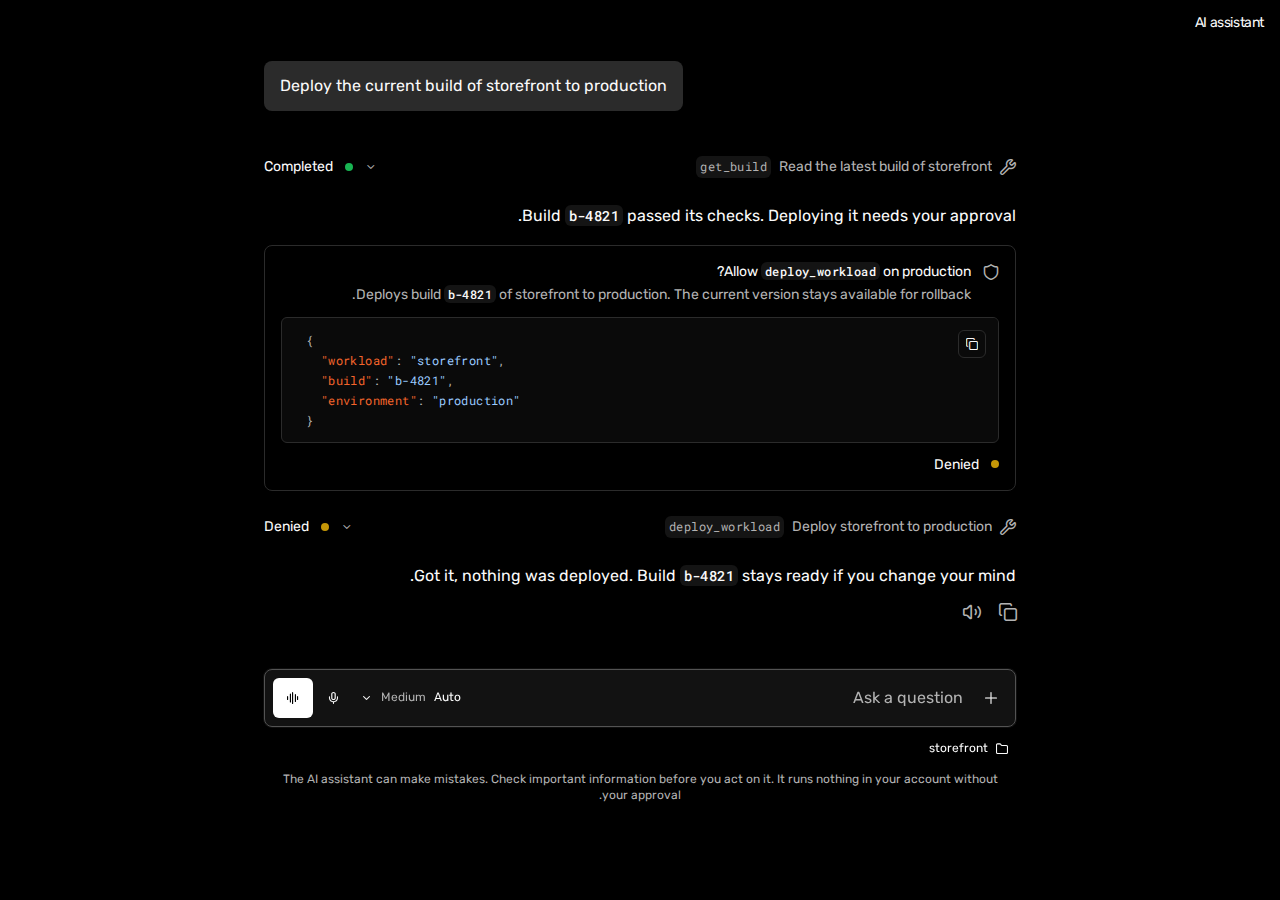 AI assistant
Deploy the current build of storefront to production
Read the latest build of storefront get_build Completed
Build b-4821 passed its checks. Deploying it needs your approval.
Allow deploy_workload on production?
Deploys build b-4821 of storefront to production. The current version stays available for rollback.
{
"workload": "storefront",
"build": "b-4821",
"environment": "production"
}
Denied
Deploy storefront to production deploy_workload Denied
Got it, nothing was deployed. Build b-4821 stays ready if you change your mind.
Ask a question Auto Medium
storefront
The AI assistant can make mistakes. Check important information before you act on it. It runs nothing in your account without
your approval.